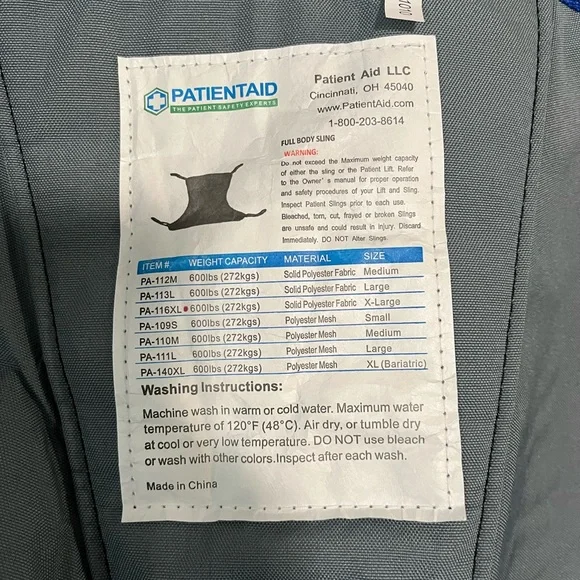 PATIENTAID
THE PATIENT SAFETY EXPERTS
Patient Aid LLC
Cincinnati, OH 45040
www.PatientAid.com
1-800-203-8614
FULL BODY SLING
WARNING:
Do not exceed the Maximum weight capacity
of either the sling or the Patient Lift. Refer
to the Owner's manual for proper operation
and safety procedures of your Lift and Sling.
Inspect Patient Slings prior to each use.
Bleached, torn, cut, frayed or broken Slings
are unsafe and could result in injury. Discard
Immediately. DO NOT Alter Slings.
ITEM # WEIGHT CAPACITY MATERIAL SIZE
PA-112M 600lbs (272kgs) Solid Polyester Fabric Medium
PA-113L 600lbs (272kgs) Solid Polyester Fabric Large
PA-116XL 600lbs (272kgs) Solid Polyester Fabric X-Large
PA-109S 600lbs (272kgs) Polyester Mesh Small
PA-110M 600lbs (272kgs) Polyester Mesh Medium
PA-111L 600lbs (272kgs) Polyester Mesh Large
PA-140XL 600lbs (272kgs) Polyester Mesh XL (Bariatric)
Washing Instructions:
Machine wash in warm or cold water. Maximum water
temperature of 120°F (48°C). Air dry, or tumble dry
at cool or very low temperature. DO NOT use bleach
or wash with other colors.Inspect after each wash.
Made in China